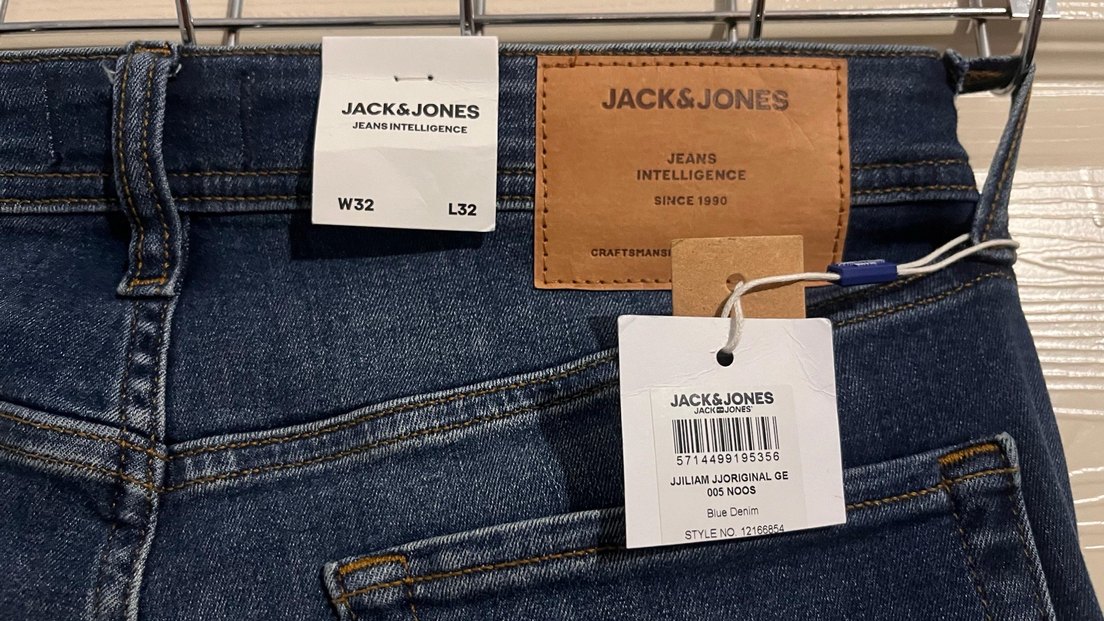 JACK&JONES
JEANS INTELLIGENCE
W32 L32
JACK&JONES
JEANS
INTELLIGENCE
SINCE 1990
JACK&JONES
JACK JONES
5714499195356
JJILIAM JJORIGINAL GE
005 NOOS
Blue Denim
STYLE NO. 12166854